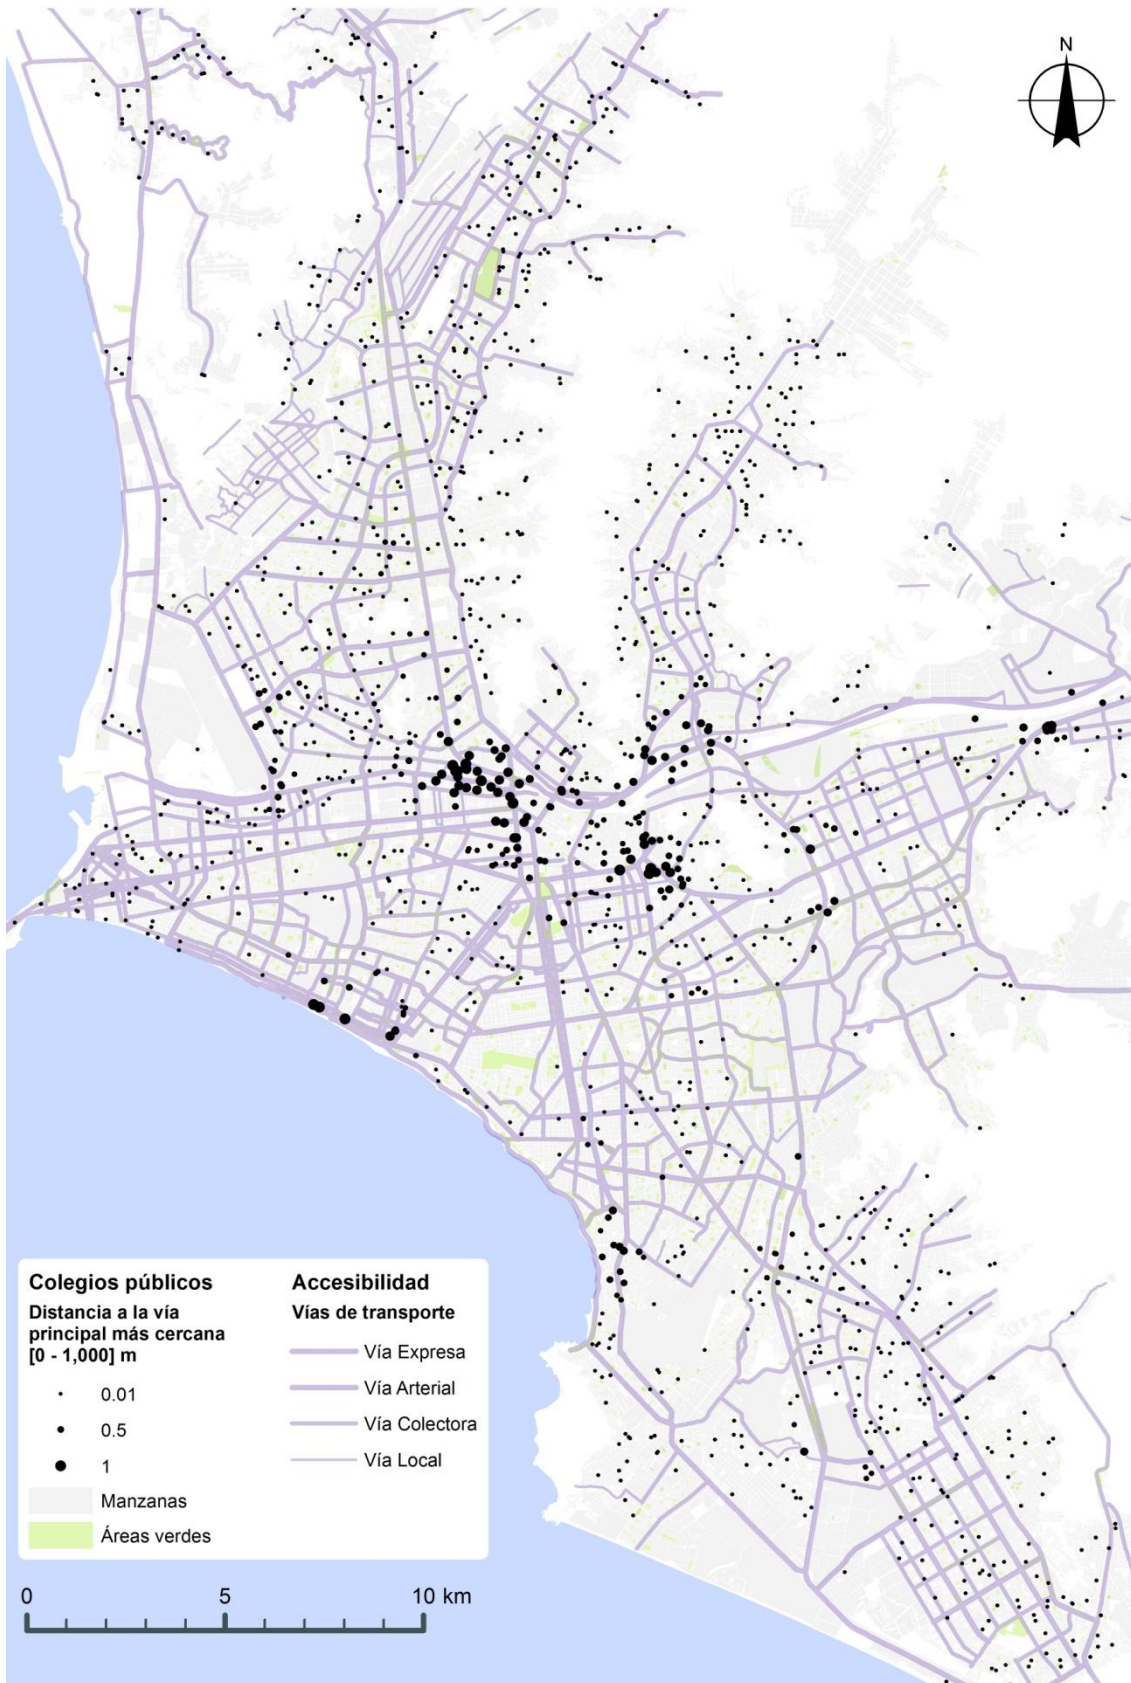 N
Colegios públicos
Distancia a la vía
principal más cercana
[0 - 1,000] m
0.01
0.5
1
Manzanas
Áreas verdes
Accesibilidad
Vías de transporte
Vía Expresa
Vía Arterial
Vía Colectora
Vía Local
0 5 10 km